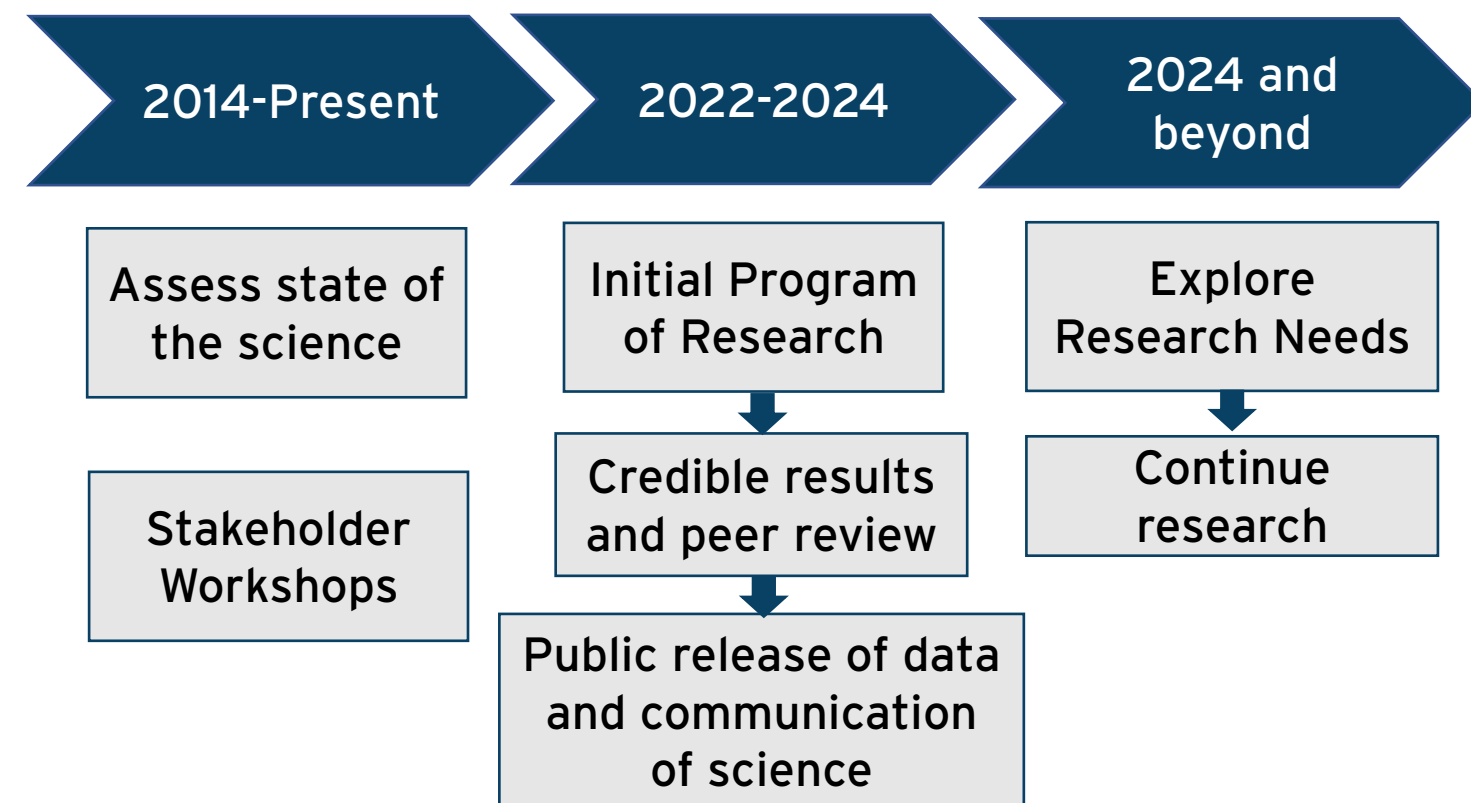 2014-Present
2022-2024
2024 and
beyond
Assess state of
the science
Stakeholder
Workshops
Initial Program
of Research
Credible results
and peer review
Public release of data
and communication
of science
Explore
Research Needs
Continue
research